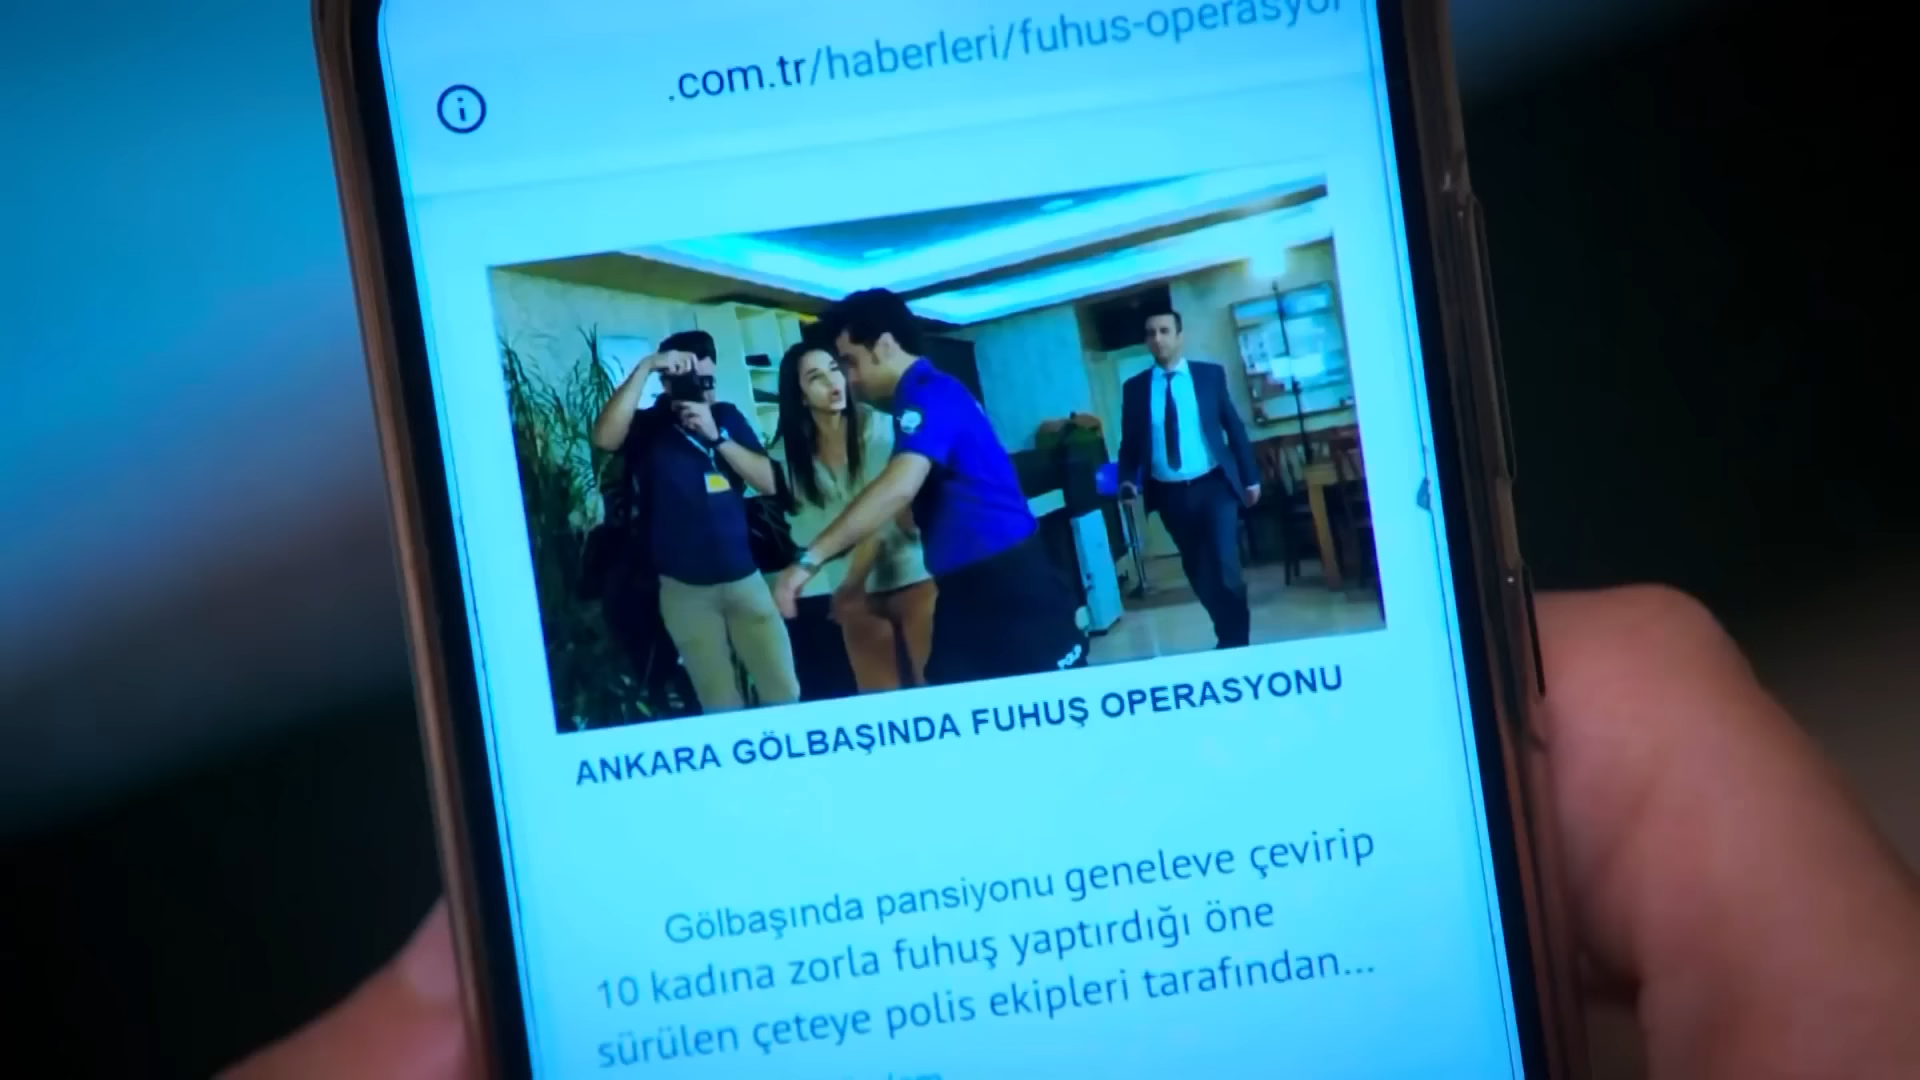 .com.tr/haberleri/fuhus-operasyon
ANKARA GÖLBAŞINDA FUHUŞ OPERASYONU
Gölbaşında pansiyonu geneleve çevirip
10 kadına zorla fuhuş yaptırdığı öne
sürülen çeteye polis ekipleri tarafından...